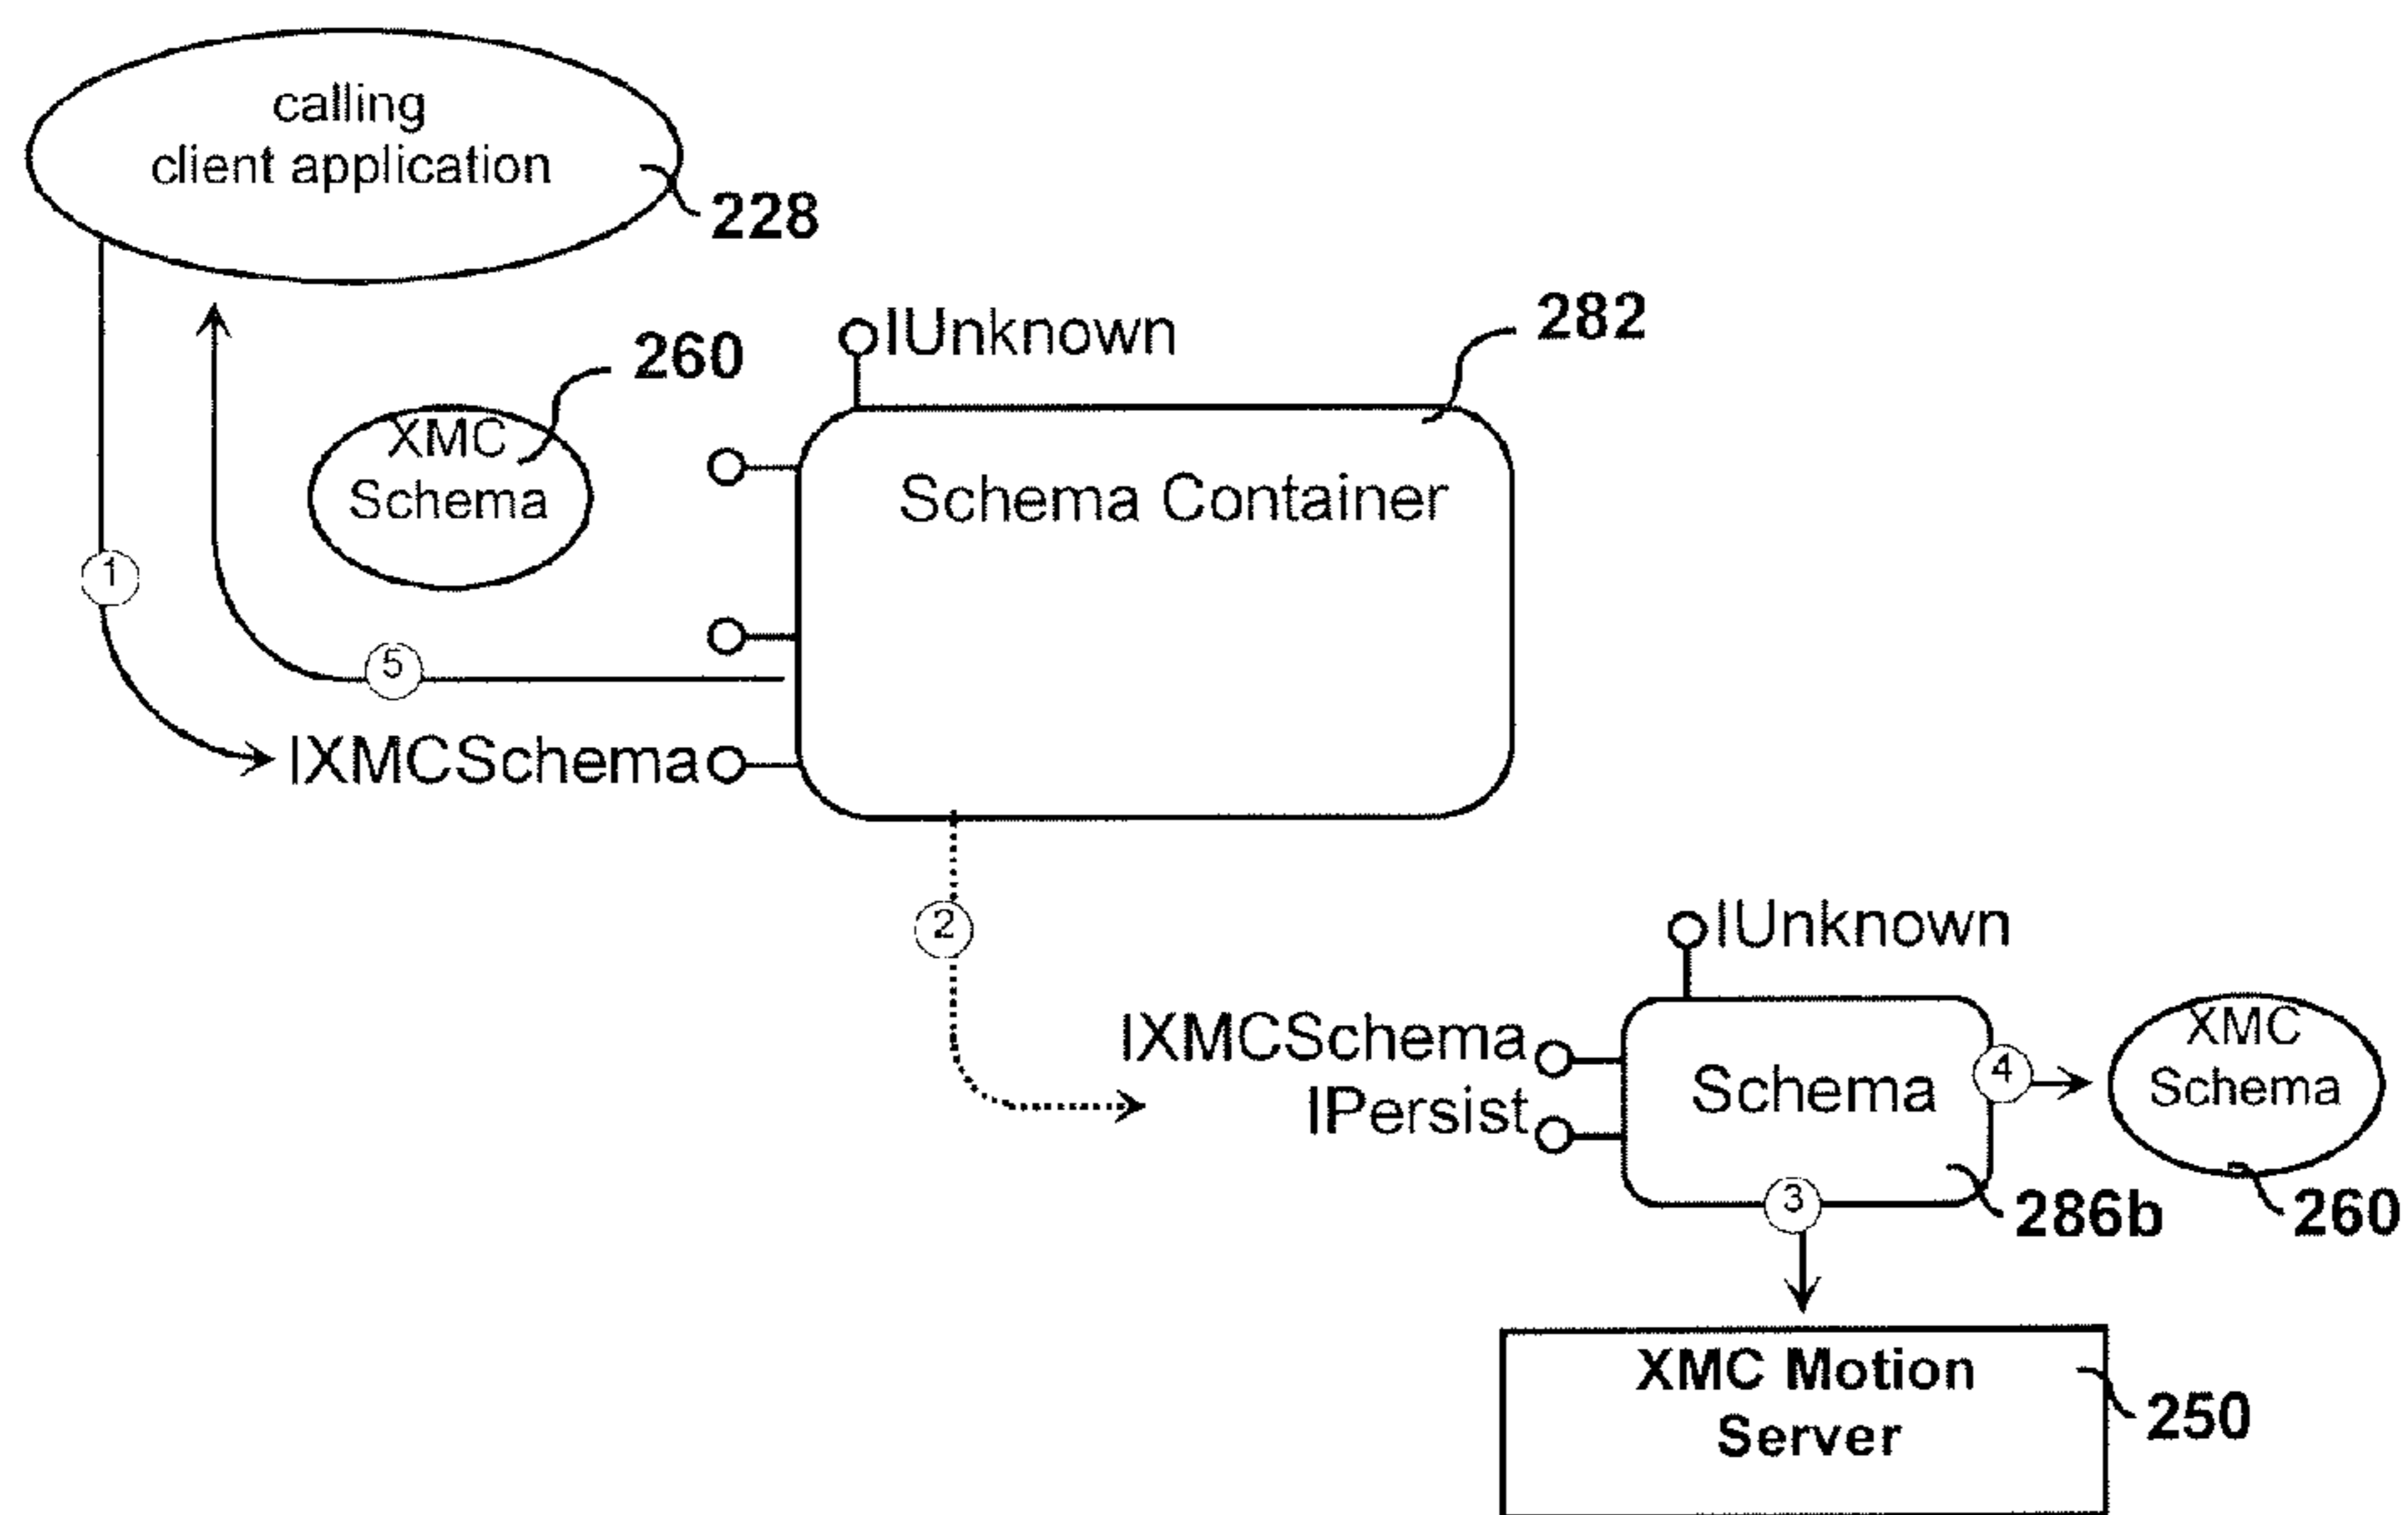 calling
client application
228
260
XMC
Schema
IUnknown
282
Schema Container
1
5
IXMCSchema
2
IUnknown
IXMCSchema
IPersist
Schema
4
XMC
Schema
3
286b
260
XMC Motion
Server
250